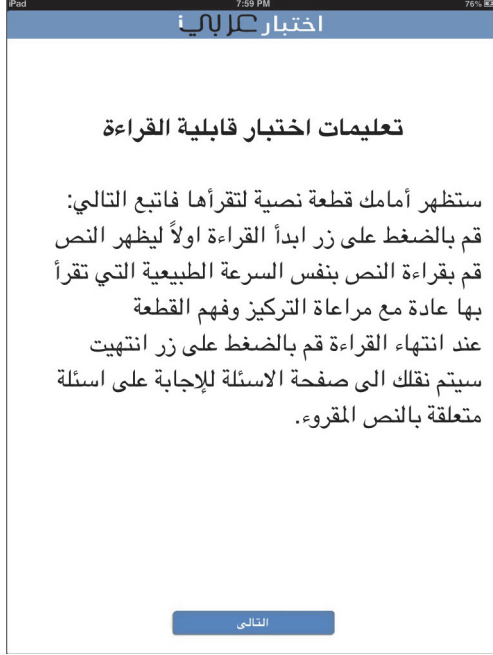 iPad 7:59 PM 76%
اختبار عربي i
تعليمات اختبار قابلية القراءة
ستظهر أمامك قطعة نصية لتقرأها فاتبع التالي:
قم بالضغط على زر ابدأ القراءة اولاً ليظهر النص
قم بقراءة النص بنفس السرعة الطبيعية التي تقرأ
بها عادة مع مراعاة التركيز وفهم القطعة
عند انتهاء القراءة قم بالضغط على زر انتهيت
سيتم نقلك الى صفحة الاسئلة للإجابة على اسئلة
متعلقة بالنص المقروء.
التالى